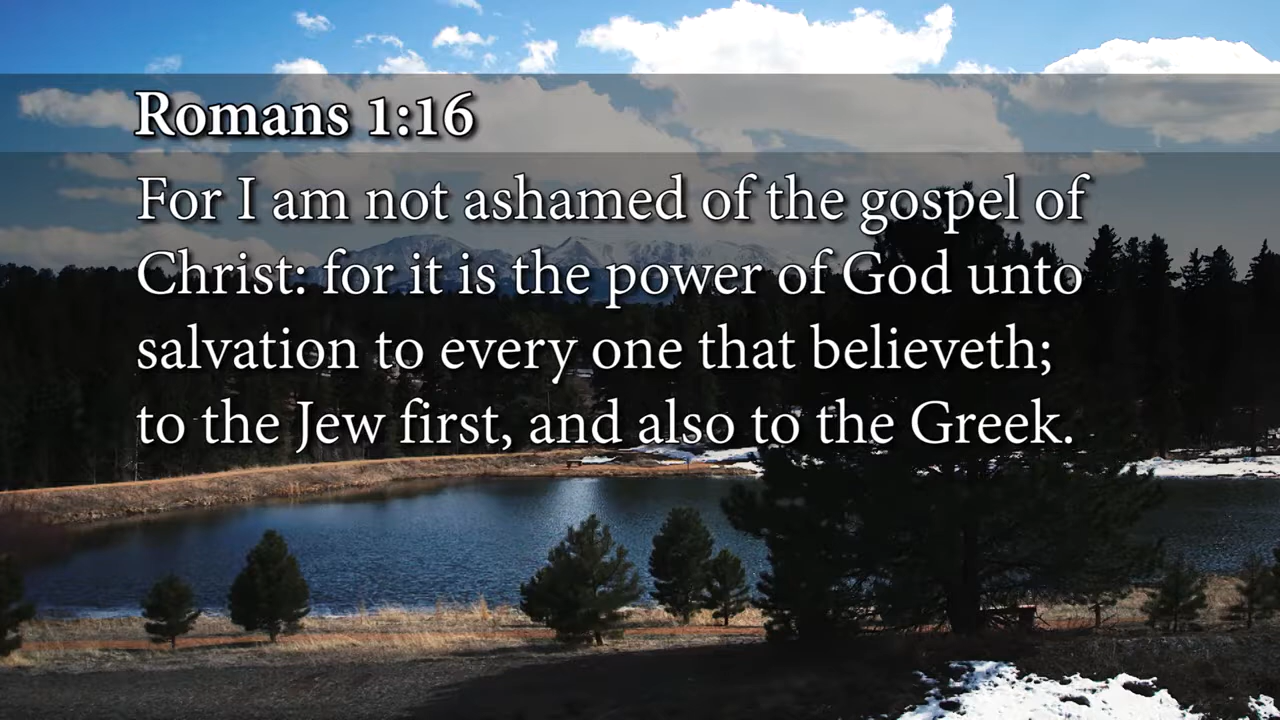 Romans 1:16
For I am not ashamed of the gospel of
Christ: for it is the power of God unto
salvation to every one that believeth;
to the Jew first, and also to the Greek.